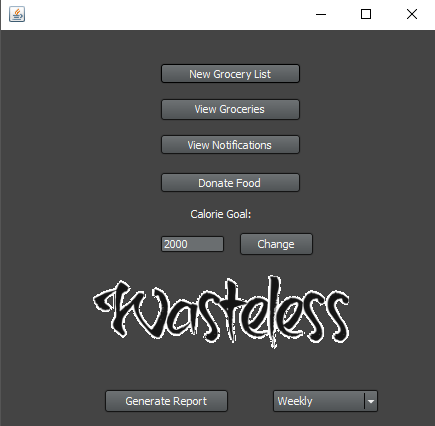 New Grocery List
View Groceries
View Notifications
Donate Food
Calorie Goal:
2000 Change
Wasteless
Generate Report Weekly